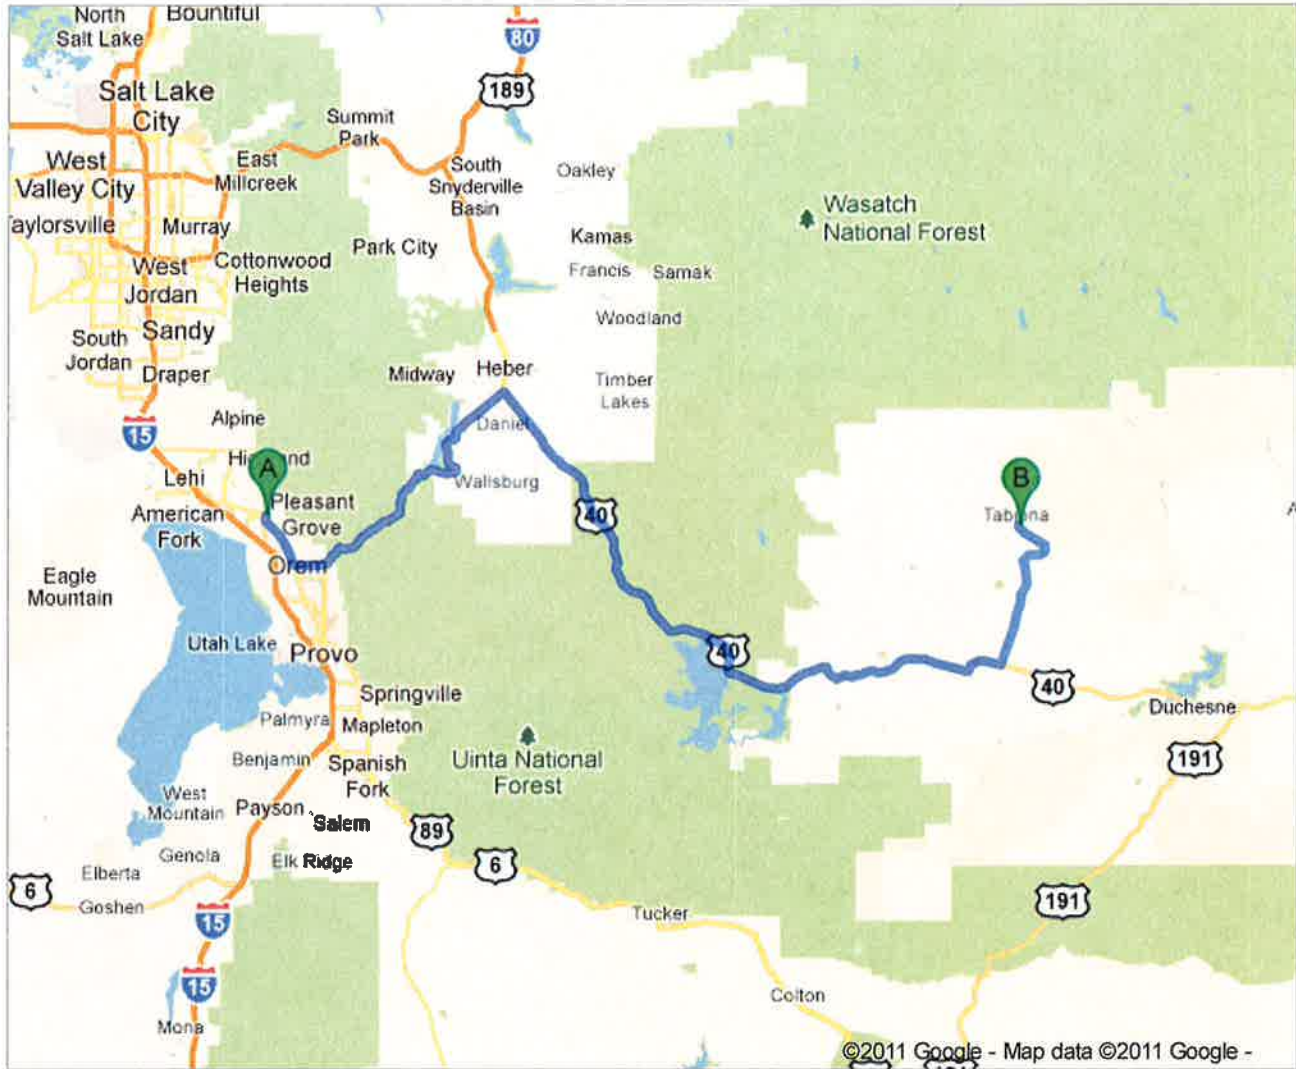 North
Salt Lake
Bountiful
80
189
Salt Lake
City
Summit
Park
West
Valley City
East
Millcreek
South
Snyderville
Basin
Oakley
Wasatch
National Forest
Taylorsville
Murray
Park City
Kamas
West
Jordan
Cottonwood
Heights
Francis
Samak
South
Jordan
Sandy
Woodland
Draper
Midway
Heber
Timber
Lakes
15
Alpine
Daniel
A
Lehi
Wallsburg
B
Pleasant
Grove
American
Fork
40
Tabiona
Orem
Eagle
Mountain
Utah Lake
Provo
40
40
Springville
Duchesne
Palmyra
Mapleton
Benjamin
Spanish
Fork
Uinta National
Forest
191
West
Mountain
Payson
Salem
89
Genola
Elk Ridge
6
Elberta
6
Goshen
191
15
Tucker
15
Colton
Mona
©2011 Google - Map data ©2011 Google -